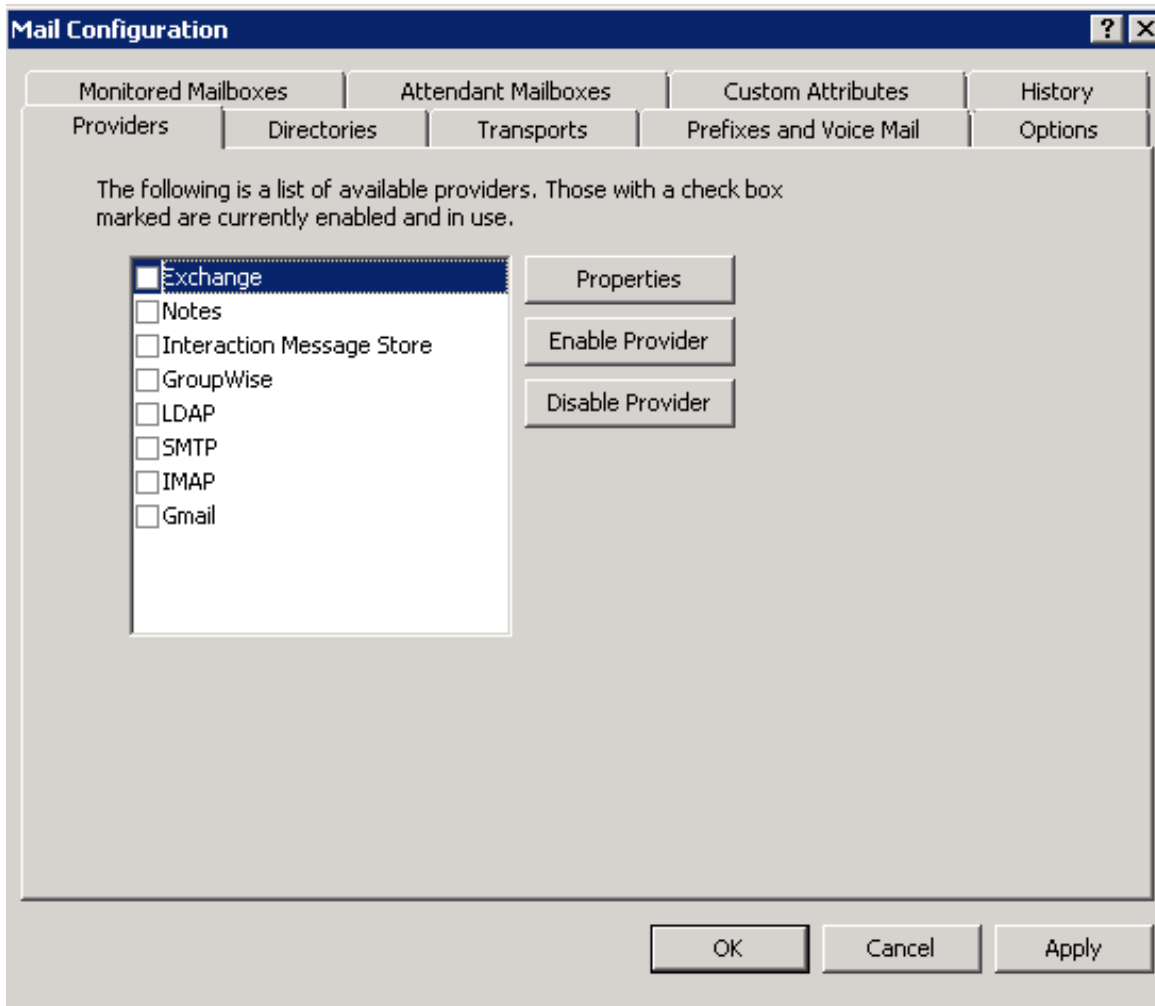 Mail Configuration
Monitored Mailboxes
Attendant Mailboxes
Custom Attributes
History
Providers
Directories
Transports
Prefixes and Voice Mail
Options
The following is a list of available providers. Those with a check box
marked are currently enabled and in use.
Exchange
Notes
Interaction Message Store
GroupWise
LDAP
SMTP
IMAP
Gmail
Properties
Enable Provider
Disable Provider
OK
Cancel
Apply